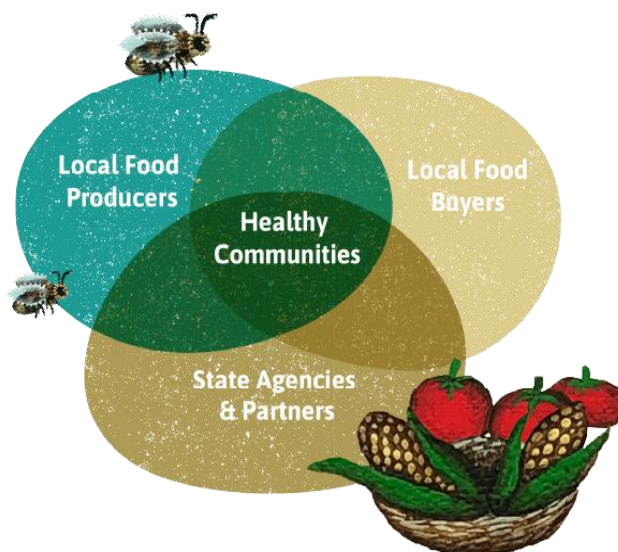 Local Food
Producers
Local Food
Buyers
Healthy
Communities
State Agencies
& Partners